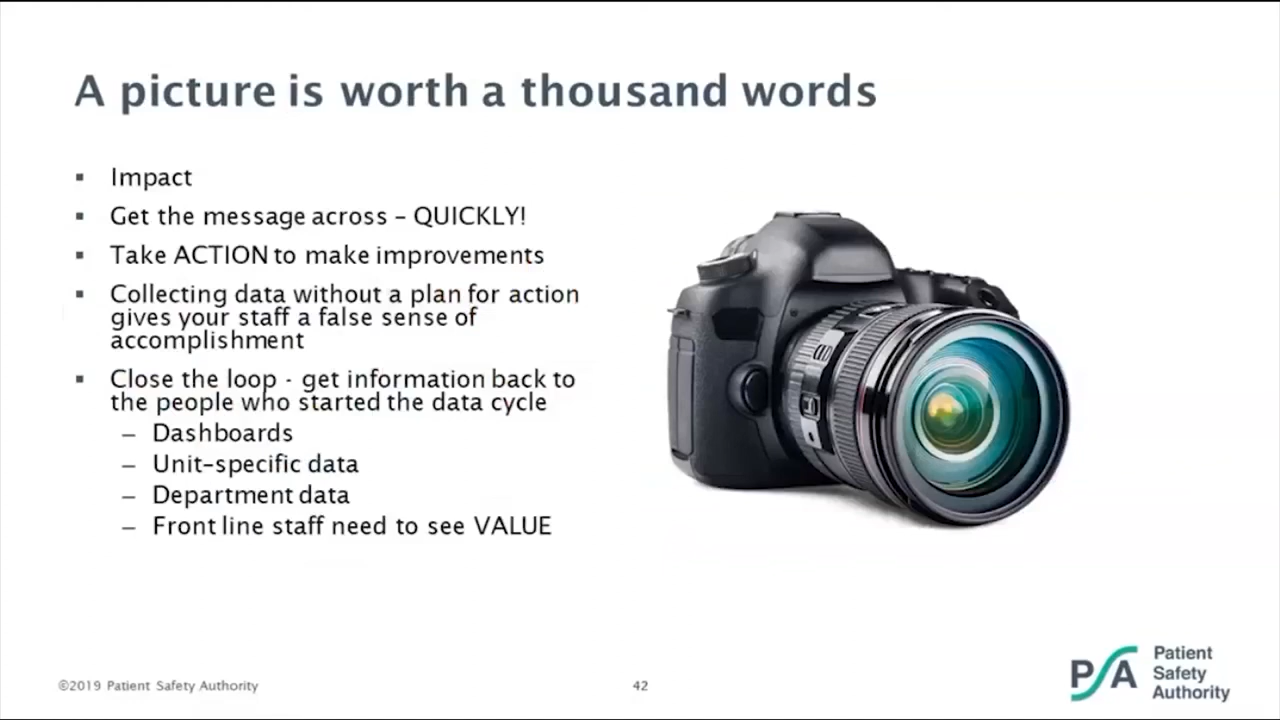 A picture is worth a thousand words
▪ Impact
▪ Get the message across – QUICKLY!
▪ Take ACTION to make improvements
▪ Collecting data without a plan for action
gives your staff a false sense of
accomplishment
▪ Close the loop - get information back to
the people who started the data cycle
– Dashboards
– Unit-specific data
– Department data
– Front line staff need to see VALUE
©2019 Patient Safety Authority
42
PSA
Patient
Safety
Authority